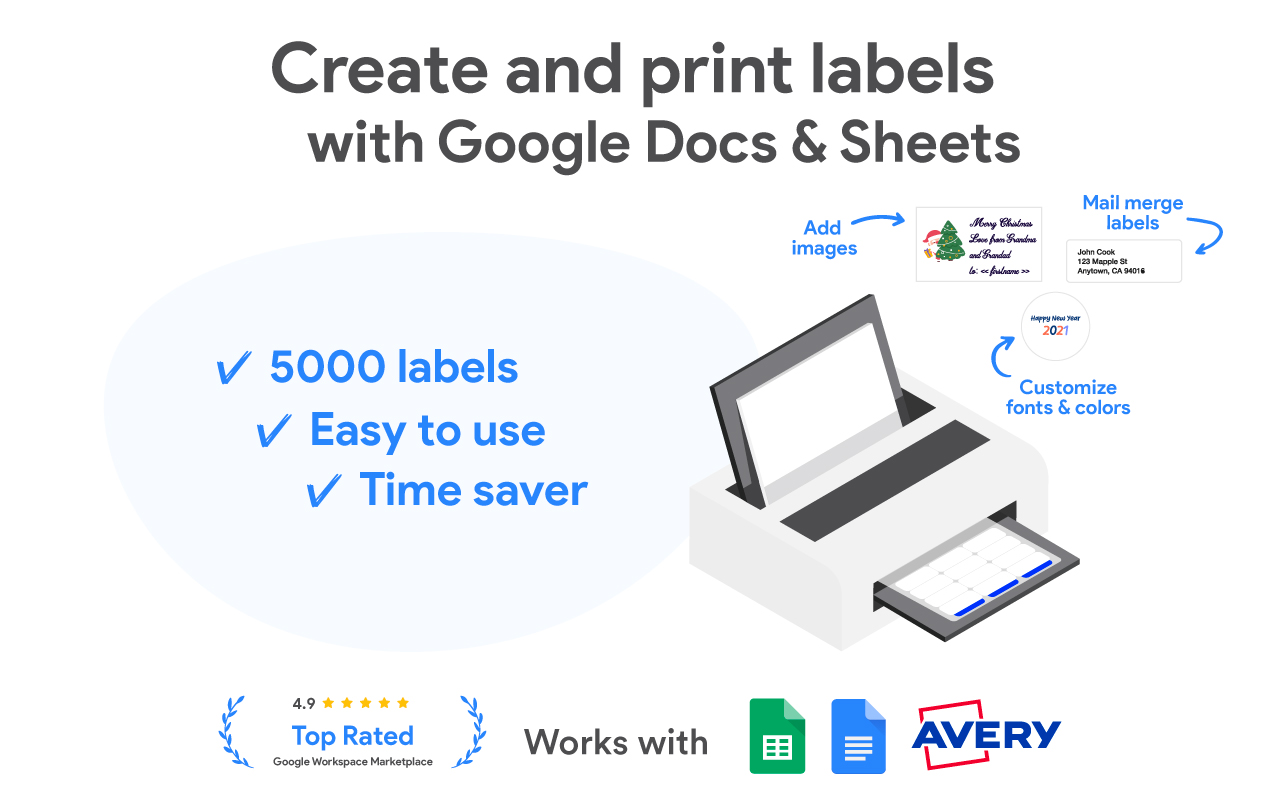 Create and print labels
with Google Docs & Sheets
Add
images
Merry Christmas
Love from Grandma
and Grandad
to: << firstname >>
Mail merge
labels
John Cook
123 Mapple St
Anytown, CA 94016
Happy New Year
2021
Customize
fonts & colors
5000 labels
Easy to use
Time saver
4.9
Top Rated
Google Workspace Marketplace
Works with
AVERY